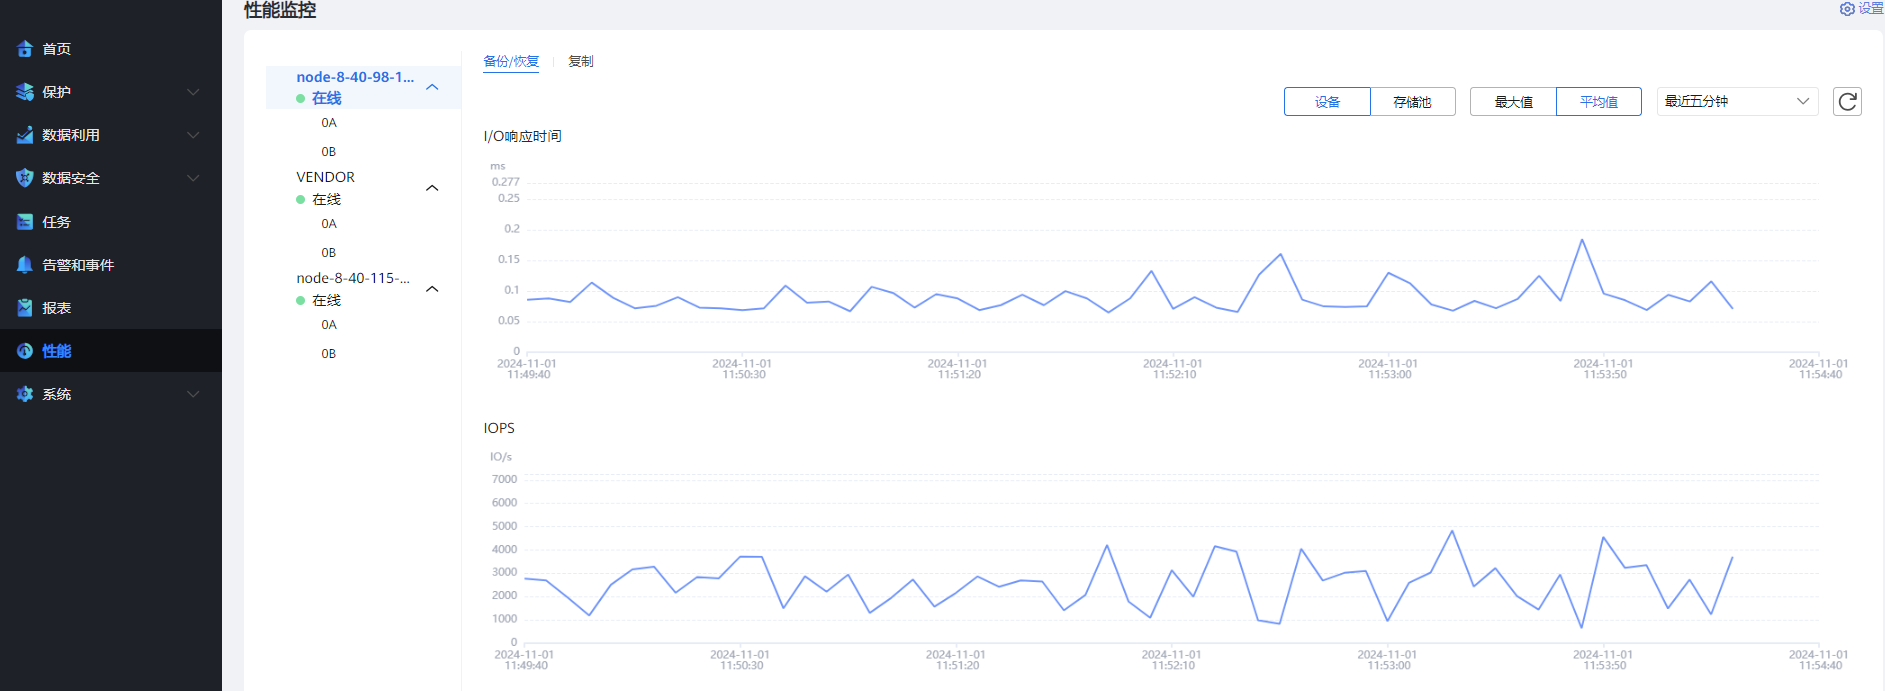 性能监控
设置
首页
保护
数据利用
数据安全
任务
告警和事件
报表
性能
系统
node-8-40-98-1...
在线
0A
0B
VENDOR
在线
0A
0B
node-8-40-115-...
在线
0A
0B
备份/恢复
复制
设备
存储池
最大值
平均值
最近五分钟
I/O响应时间
ms
0.277
0.25
0.2
0.15
0.1
0.05
0
2024-11-01
11:49:40
2024-11-01
11:50:30
2024-11-01
11:51:20
2024-11-01
11:52:10
2024-11-01
11:53:00
2024-11-01
11:53:50
2024-11-01
11:54:40
IOPS
IO/s
7000
6000
5000
4000
3000
2000
1000
0
2024-11-01
11:49:40
2024-11-01
11:50:30
2024-11-01
11:51:20
2024-11-01
11:52:10
2024-11-01
11:53:00
2024-11-01
11:53:50
2024-11-01
11:54:40